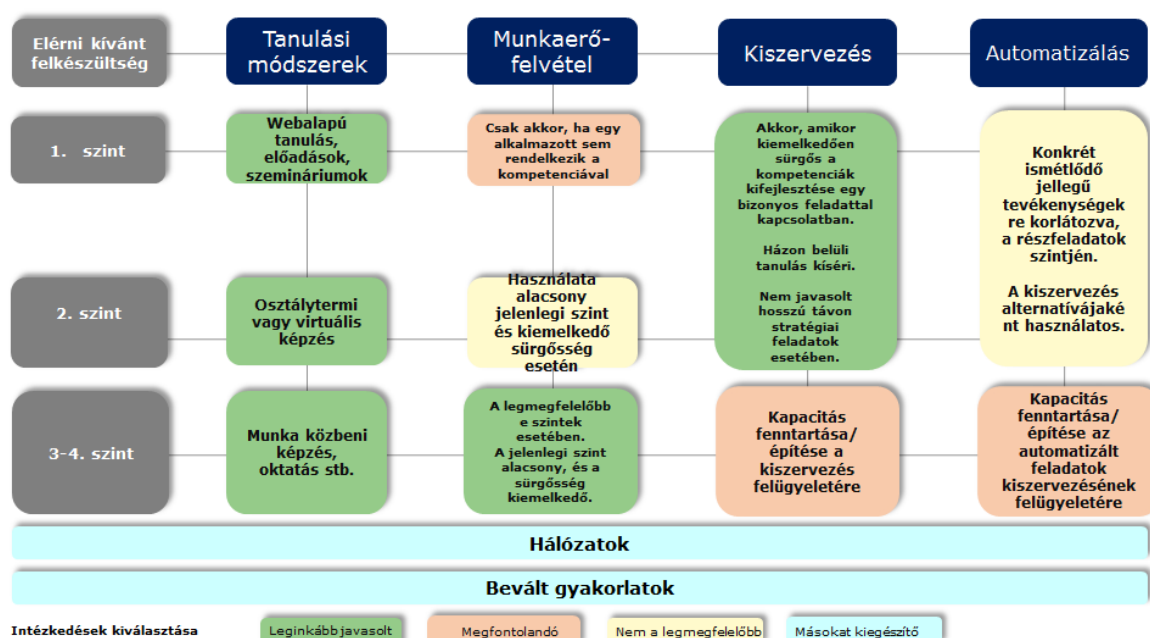 Elérni kívánt
felkészültség
Tanulási
módszerek
Munkaerő-
felvétel
Kiszervezés
Automatizálás
1. szint
Webalapú
tanulás,
előadások,
szemináriumok
Csak akkor, ha egy
alkalmazott sem
rendelkezik a
kompetenciával
Akkor, amikor
kiemelkedően
sürgős a
kompetenciák
kifejlesztése egy
bizonyos feladattal
kapcsolatban.
Házon belüli
tanulás kíséri.
Nem javasolt
hosszú távon
stratégiai
feladatok
esetében.
Konkrét
ismétlődő
jellegű
tevékenységek
re korlátozva,
a részfeladatok
szintjén.
A kiszervezés
alternatívájaké
nt használatos.
2. szint
Osztálytermi
vagy virtuális
képzés
Használata
alacsony
jelenlegi szint
és kiemelkedő
sürgősség
esetén
3-4. szint
Munka közbeni
képzés,
oktatás stb.
A legmegfelelőbb
e szintek
esetében.
A jelenlegi szint
alacsony, és a
sürgősség
kiemelkedő.
Kapacitás
fenntartása/
építése a
kiszervezés
felügyeletére
Kapacitás
fenntartása/
építése az
automatizált
feladatok
kiszervezésének
felügyeletére
Hálózatok
Bevált gyakorlatok
Intézkedések kiválasztása
Leginkább javasolt
Megfontolandó
Nem a legmegfelelőbb
Másokat kiegészítő